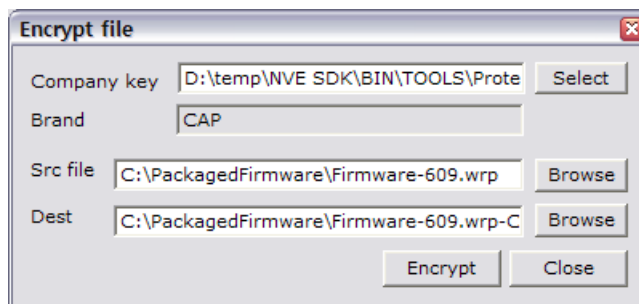 Encrypt file
Company key D:\temp\NVE SDK\BIN\TOOLS\Prote Select
Brand CAP
Src file C:\PackagedFirmware\Firmware-609.wrp Browse
Dest C:\PackagedFirmware\Firmware-609.wrp-C Browse
Encrypt Close